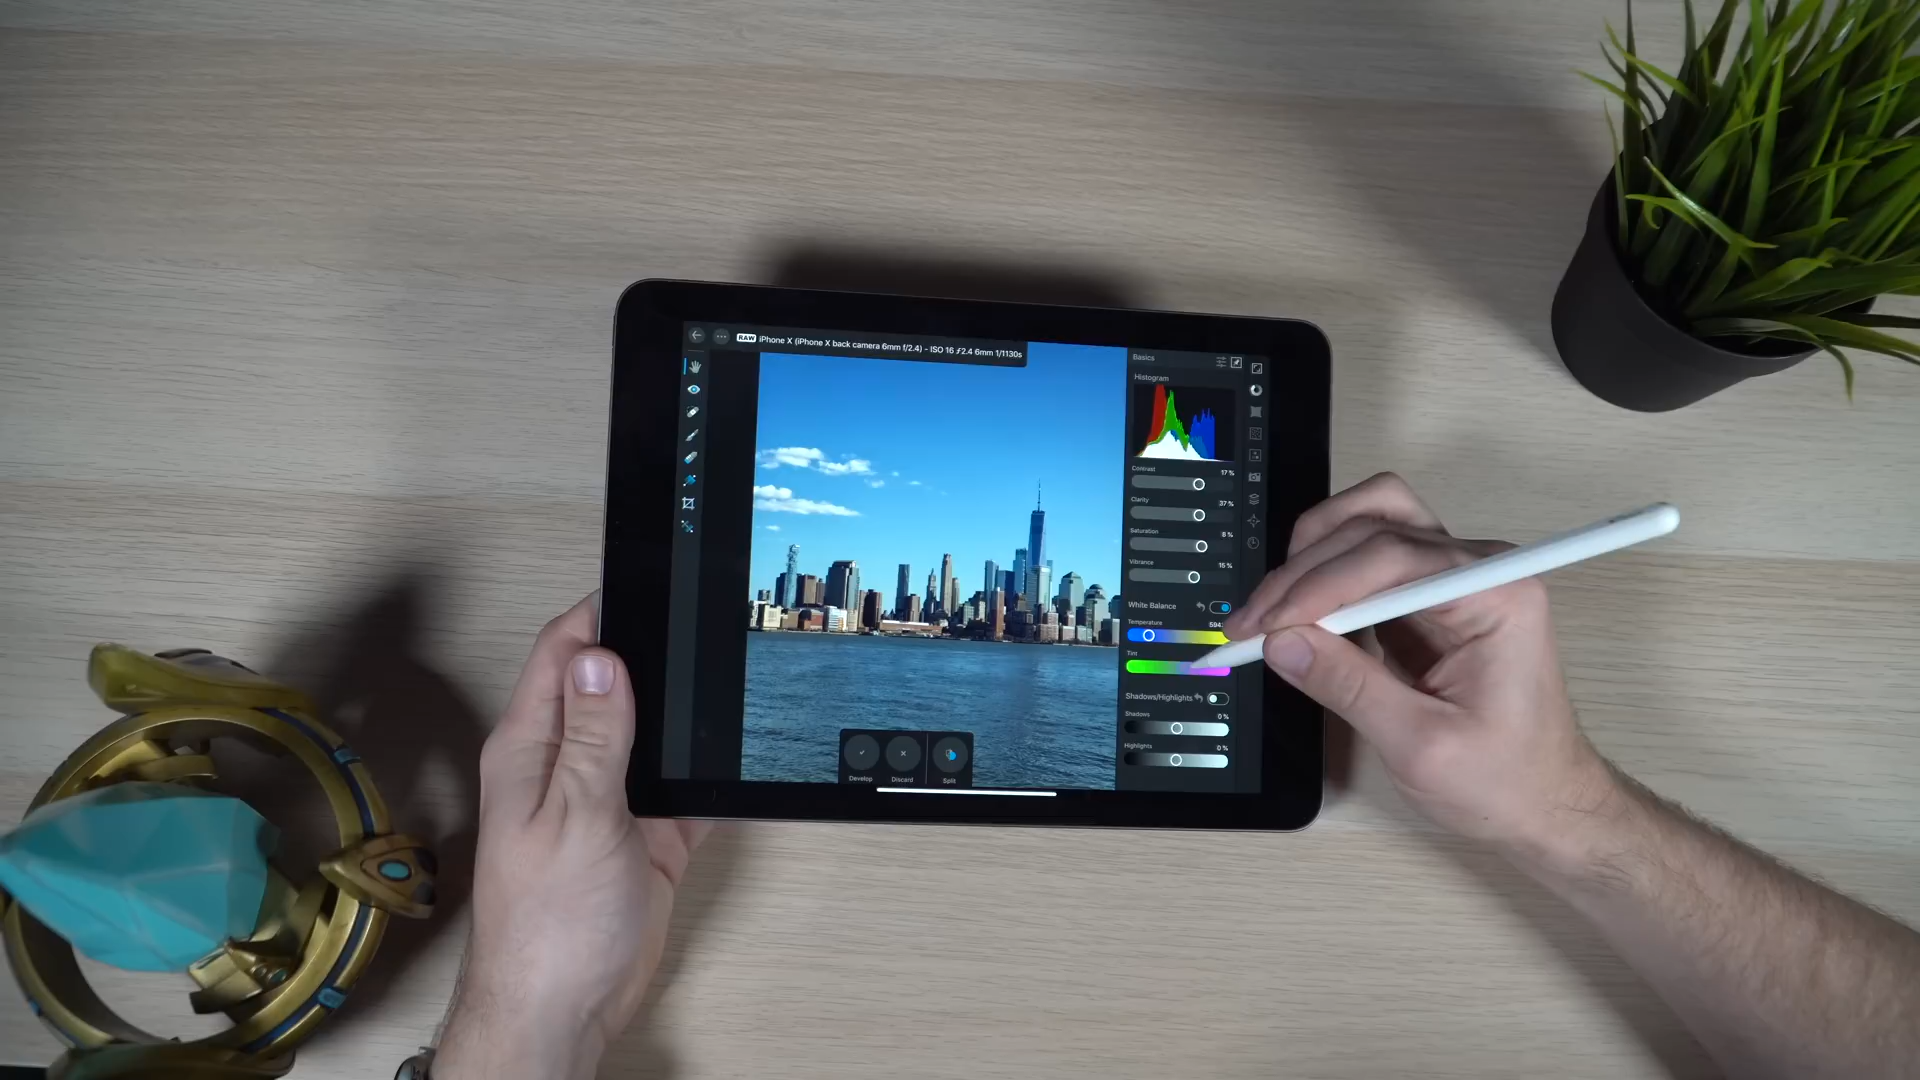 RAW iPhone X (iPhone X back camera 6mm f/2.4) - ISO 16 ƒ2.4 6mm 1/1130s
Basics
Histogram
Contrast 17 %
Clarity 37 %
Saturation 8 %
Vibrance 15 %
White Balance
Temperature
Tint
Shadows/Highlights
Shadows 0 %
Highlights 0 %
Develop Discard Split